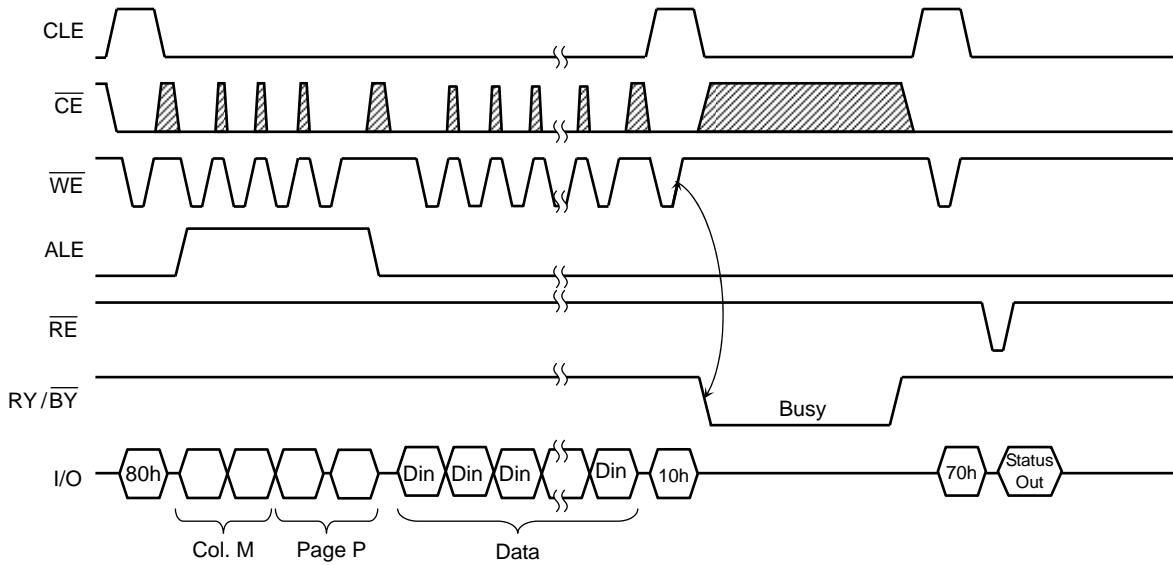 CLE
CE
WE
ALE
RE
RY/BY
Busy
I/O
80h
Din Din Din Din
10h
70h
Status
Out
Col. M
Page P
Data